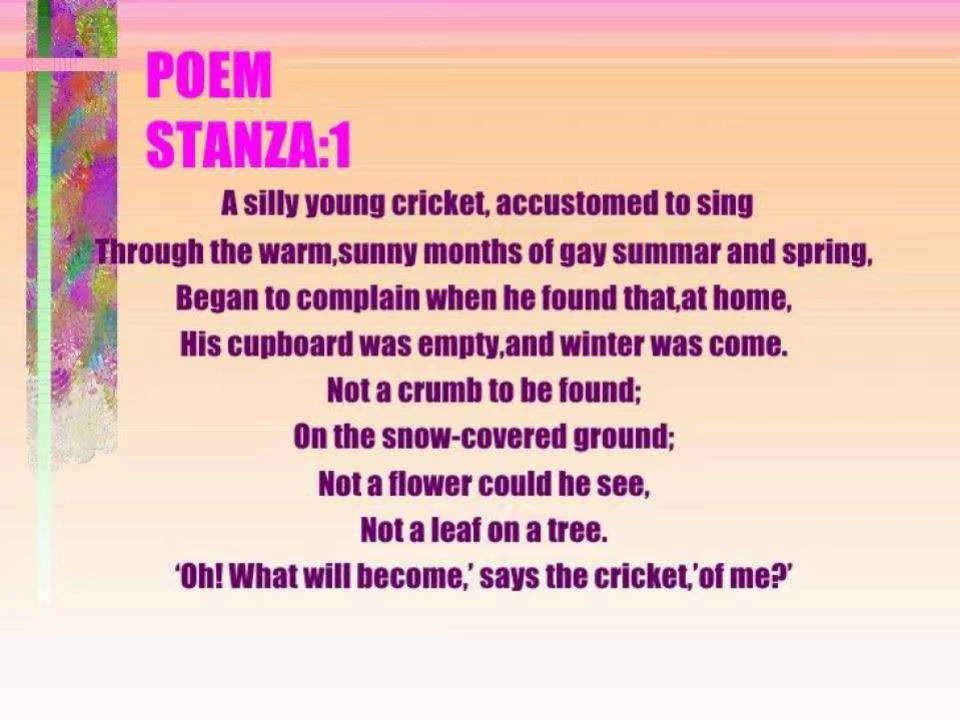 POEM
STANZA:1
A silly young cricket, accustomed to sing
Through the warm,sunny months of gay summar and spring,
Began to complain when he found that,at home,
His cupboard was empty,and winter was come.
Not a crumb to be found;
On the snow-covered ground;
Not a flower could he see,
Not a leaf on a tree.
‘Oh! What will become,’ says the cricket,’of me?’